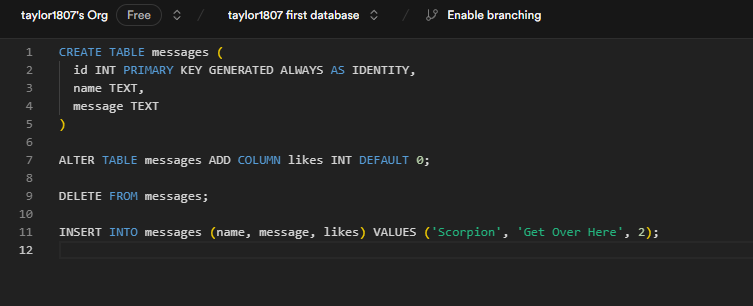 taylor1807's Org Free / taylor1807 first database / Enable branching
1 CREATE TABLE messages (
2 id INT PRIMARY KEY GENERATED ALWAYS AS IDENTITY,
3 name TEXT,
4 message TEXT
5 )
6
7 ALTER TABLE messages ADD COLUMN likes INT DEFAULT 0;
8
9 DELETE FROM messages;
10
11 INSERT INTO messages (name, message, likes) VALUES ('Scorpion', 'Get Over Here', 2);
12